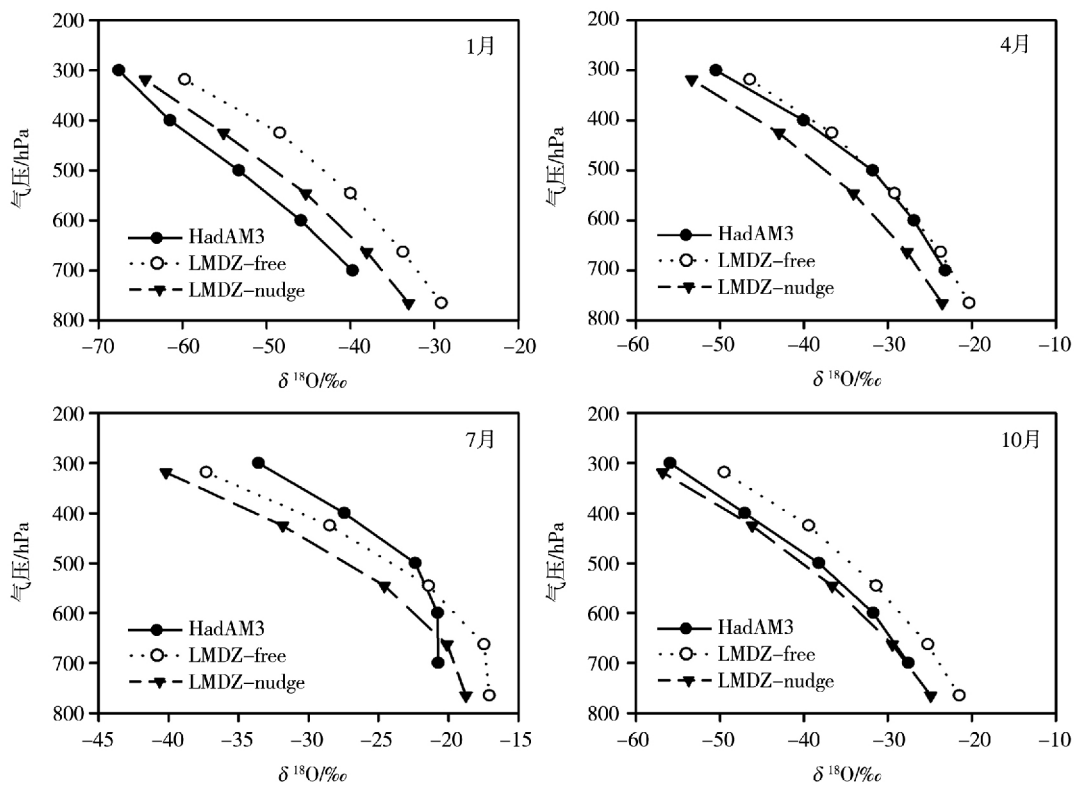 200
300
400
500
600
700
800
气压/hPa
1月
HadAM3
LMDZ-free
LMDZ-nudge
-70 -60 -50 -40 -30 -20
δ ¹⁸O/‰
200
300
400
500
600
700
800
气压/hPa
4月
HadAM3
LMDZ-free
LMDZ-nudge
-60 -50 -40 -30 -20 -10
δ ¹⁸O/‰
200
300
400
500
600
700
800
气压/hPa
7月
HadAM3
LMDZ-free
LMDZ-nudge
-45 -40 -35 -30 -25 -20 -15
δ ¹⁸O/‰
200
300
400
500
600
700
800
气压/hPa
10月
HadAM3
LMDZ-free
LMDZ-nudge
-60 -50 -40 -30 -20 -10
δ ¹⁸O/‰